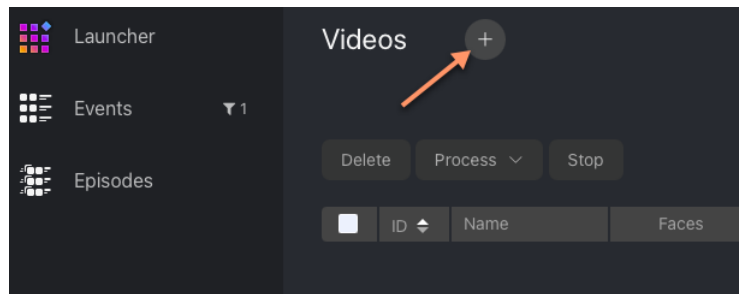 Launcher
Videos +
Events 1
Episodes
Delete Process Stop
ID Name Faces